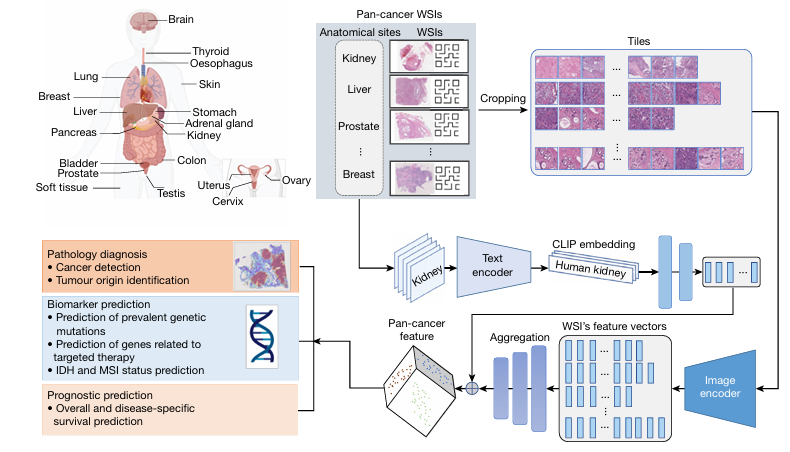 Brain
Thyroid
Oesophagus
Lung
Skin
Breast
Liver
Stomach
Adrenal gland
Pancreas
Kidney
Bladder
Colon
Prostate
Soft tissue
Testis
Uterus
Ovary
Cervix
Pan-cancer WSIs
Anatomical sites WSIs
Kidney
Liver
Prostate
⋮ ⋮
Breast
Cropping
Tiles
...
...
...
⋮
...
Kidney
Text
encoder
CLIP embedding
Human kidney
...
Image
encoder
WSI's feature vectors
...
...
...
⋮
...
Aggregation
Pan-cancer
feature
Pathology diagnosis
• Cancer detection
• Tumour origin identification
Biomarker prediction
• Prediction of prevalent genetic
mutations
• Prediction of genes related to
targeted therapy
• IDH and MSI status prediction
Prognostic prediction
• Overall and disease-specific
survival prediction